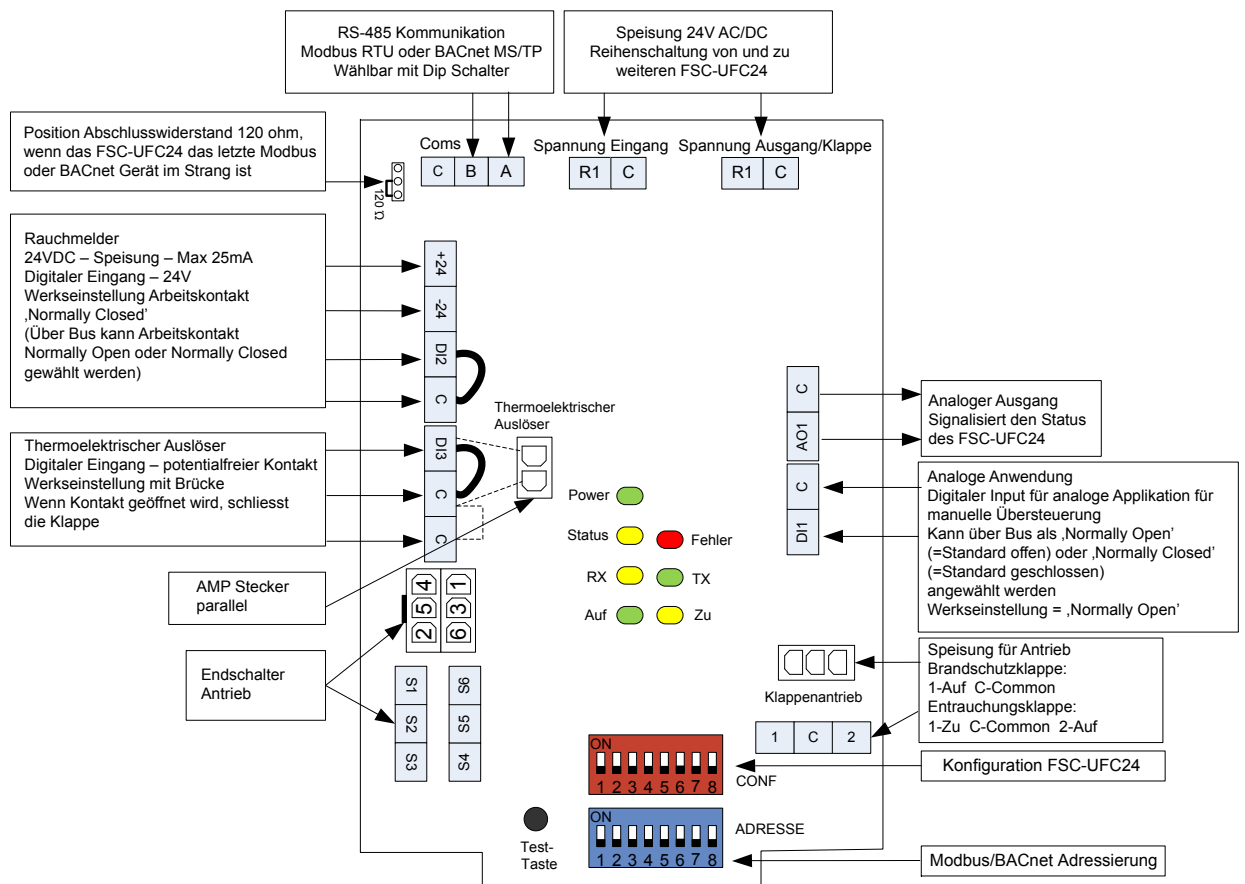 RS-485 Kommunikation
Modbus RTU oder BACnet MS/TP
Wählbar mit Dip Schalter
Speisung 24V AC/DC
Reihenschaltung von und zu
weiteren FSC-UFC24
Position Abschlusswiderstand 120 ohm,
wenn das FSC-UFC24 das letzte Modbus
oder BACnet Gerät im Strang ist
120 Ω
Coms
C B A
Spannung Eingang
R1 C
Spannung Ausgang/Klappe
R1 C
Rauchmelder
24VDC – Speisung – Max 25mA
Digitaler Eingang – 24V
Werkseinstellung Arbeitskontakt
‚Normally Closed'
(Über Bus kann Arbeitskontakt
Normally Open oder Normally Closed
gewählt werden)
+24
-24
DI2
C
Thermoelektrischer Auslöser
Digitaler Eingang – potentialfreier Kontakt
Werkseinstellung mit Brücke
Wenn Kontakt geöffnet wird, schliesst
die Klappe
DI3
C
C
Thermoelektrischer
Auslöser
AMP Stecker
parallel
4 1
5 3
2 6
Endschalter
Antrieb
S1 S6
S2 S5
S3 S4
Power
Status
Fehler
RX
TX
Auf
Zu
C
AO1
C
DI1
Analoger Ausgang
Signalisiert den Status
des FSC-UFC24
Analoge Anwendung
Digitaler Input für analoge Applikation für
manuelle Übersteuerung
Kann über Bus als ‚Normally Open'
(=Standard offen) oder ‚Normally Closed'
(=Standard geschlossen)
angewählt werden
Werkseinstellung = ‚Normally Open'
Klappenantrieb
1 C 2
Speisung für Antrieb
Brandschutzklappe:
1-Auf C-Common
Entrauchungsklappe:
1-Zu C-Common 2-Auf
ON
1 2 3 4 5 6 7 8
CONF
Konfiguration FSC-UFC24
ON
1 2 3 4 5 6 7 8
ADRESSE
Modbus/BACnet Adressierung
Test-
Taste